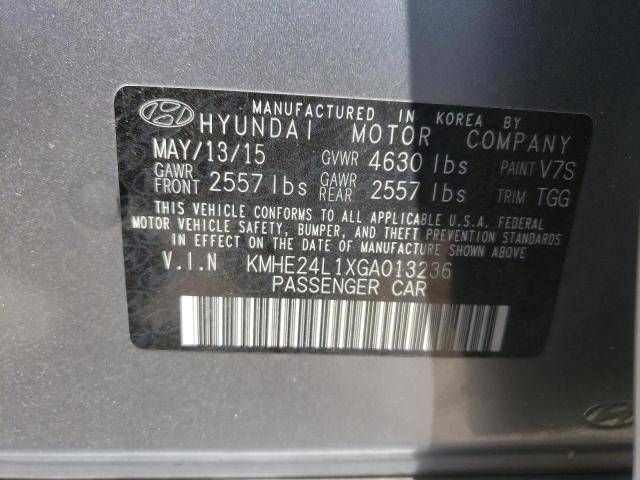 MANUFACTURED IN KOREA BY
HYUNDAI MOTOR COMPANY
MAY/13/15 GVWR 4630 lbs PAINT V7S
GAWR FRONT 2557 lbs GAWR REAR 2557 lbs TRIM TGG
THIS VEHICLE CONFORMS TO ALL APPLICABLE U.S.A. FEDERAL
MOTOR VEHICLE SAFETY, BUMPER, AND THEFT PREVENTION STANDARDS
IN EFFECT ON THE DATE OF MANUFACTURE SHOWN ABOVE.
V.I.N KMHE24L1XGA013236
PASSENGER CAR